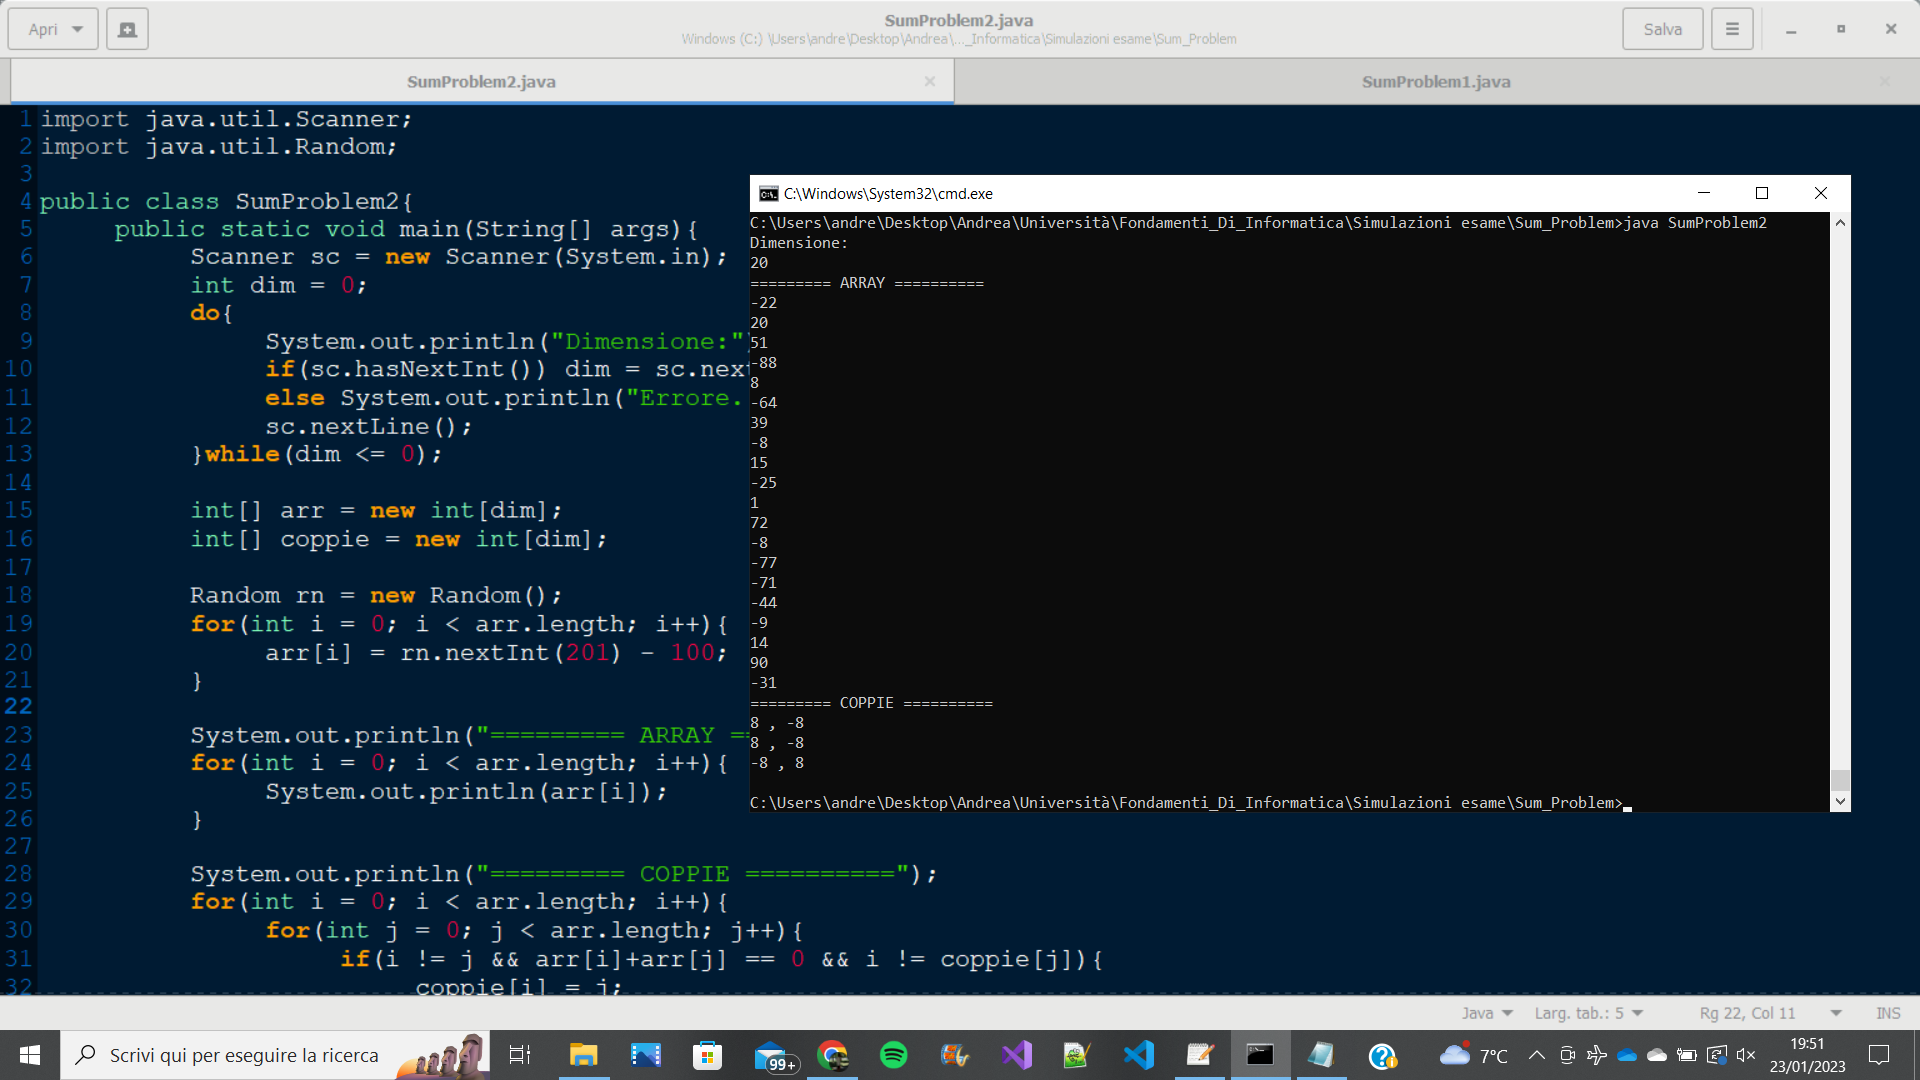 Apri
SumProblem2.java
Windows (C:) \Users\andre\Desktop\Andrea\..._Informatica\Simulazioni esame\Sum_Problem
Salva
SumProblem2.java
SumProblem1.java
1 import java.util.Scanner;
2 import java.util.Random;
3
4 public class SumProblem2{
5 public static void main(String[] args){
6 Scanner sc = new Scanner(System.in);
7 int dim = 0;
8 do{
9 System.out.println("Dimensione:"
10 if(sc.hasNextInt()) dim = sc.next
11 else System.out.println("Errore.
12 sc.nextLine();
13 }while(dim <= 0);
14
15 int[] arr = new int[dim];
16 int[] coppie = new int[dim];
17
18 Random rn = new Random();
19 for(int i = 0; i < arr.length; i++){
20 arr[i] = rn.nextInt(201) - 100;
21 }
22
23 System.out.println("========= ARRAY ==
24 for(int i = 0; i < arr.length; i++){
25 System.out.println(arr[i]);
26 }
27
28 System.out.println("========= COPPIE ==========");
29 for(int i = 0; i < arr.length; i++){
30 for(int j = 0; j < arr.length; j++){
31 if(i != j && arr[i]+arr[j] == 0 && i != coppie[j]){
32 coppie[i] = j;
C:\Windows\System32\cmd.exe
C:\Users\andre\Desktop\Andrea\Università\Fondamenti_Di_Informatica\Simulazioni esame\Sum_Problem>java SumProblem2
Dimensione:
20
========= ARRAY ==========
-22
20
51
-88
8
-64
39
-8
15
-25
1
72
-8
-77
-71
-44
-9
14
90
-31
========= COPPIE ==========
8 , -8
8 , -8
-8 , 8
C:\Users\andre\Desktop\Andrea\Università\Fondamenti_Di_Informatica\Simulazioni esame\Sum_Problem>
Java
Larg. tab.: 5
Rg 22, Col 11
INS
Scrivi qui per eseguire la ricerca
99+
7°C
19:51
23/01/2023